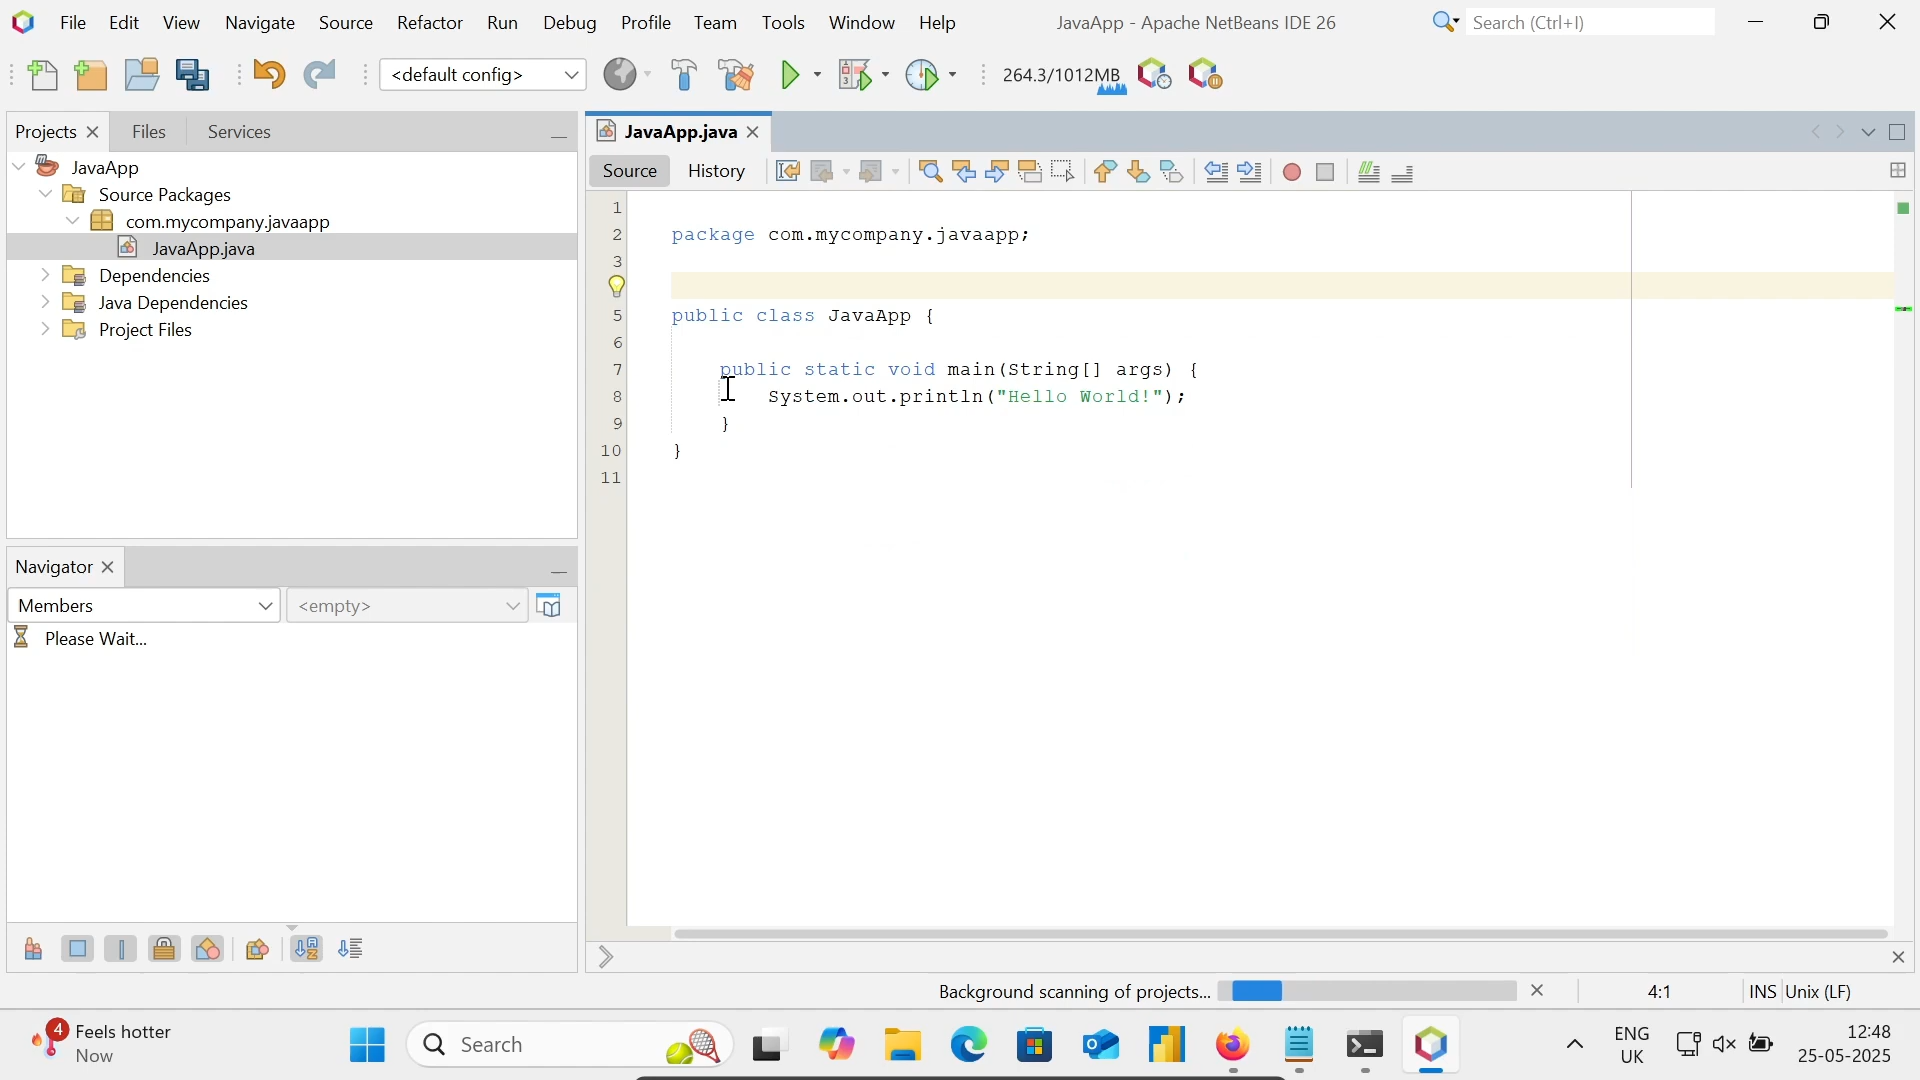 File Edit View Navigate Source Refactor Run Debug Profile Team Tools Window Help JavaApp - Apache NetBeans IDE 26 Search (Ctrl+I)
<default config> 264.3/1012MB
Projects Files Services JavaApp.java
Source History
JavaApp
Source Packages
com.mycompany.javaapp
JavaApp.java
Dependencies
Java Dependencies
Project Files
1
2 package com.mycompany.javaapp;
3
5 public class JavaApp {
6
7 public static void main(String[] args) {
8 System.out.println("Hello World!");
9 }
10 }
11
Navigator
Members <empty>
Please Wait...
Background scanning of projects... 4:1 INS Unix (LF)
4 Feels hotter
Now
Search
ENG
UK
12:48
25-05-2025